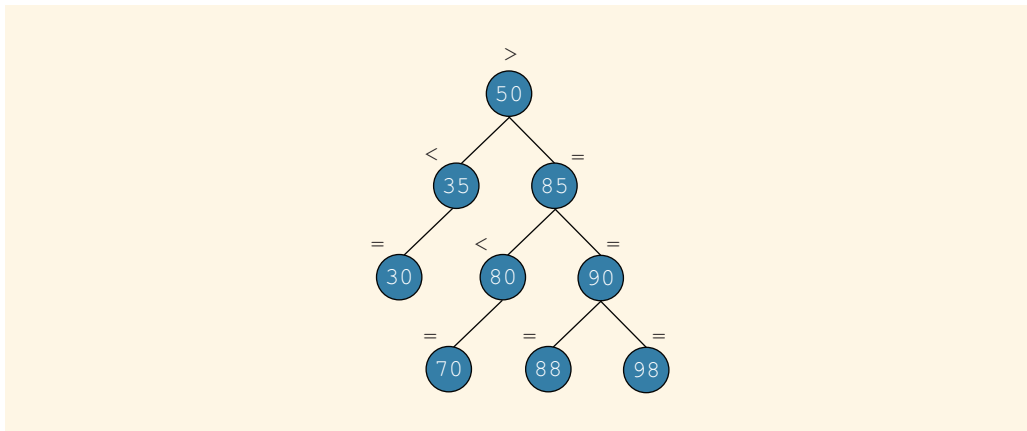 >
50
< =
35 85
= < =
30 80 90
= = =
70 88 98